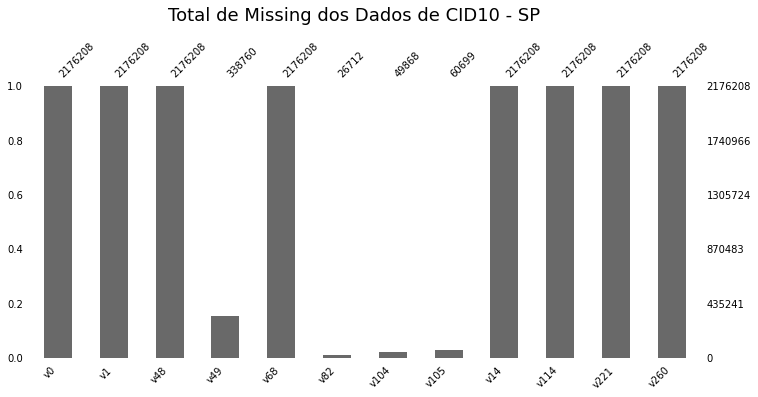 Total de Missing dos Dados de CID10 - SP
2176208 2176208 2176208 338760 2176208 26712 49868 60699 2176208 2176208 2176208 2176208
1.0 2176208
0.8 1740966
0.6 1305724
0.4 870483
0.2 435241
0.0 0
v0 v1 v48 v49 v68 v82 v104 v105 v14 v114 v221 v260